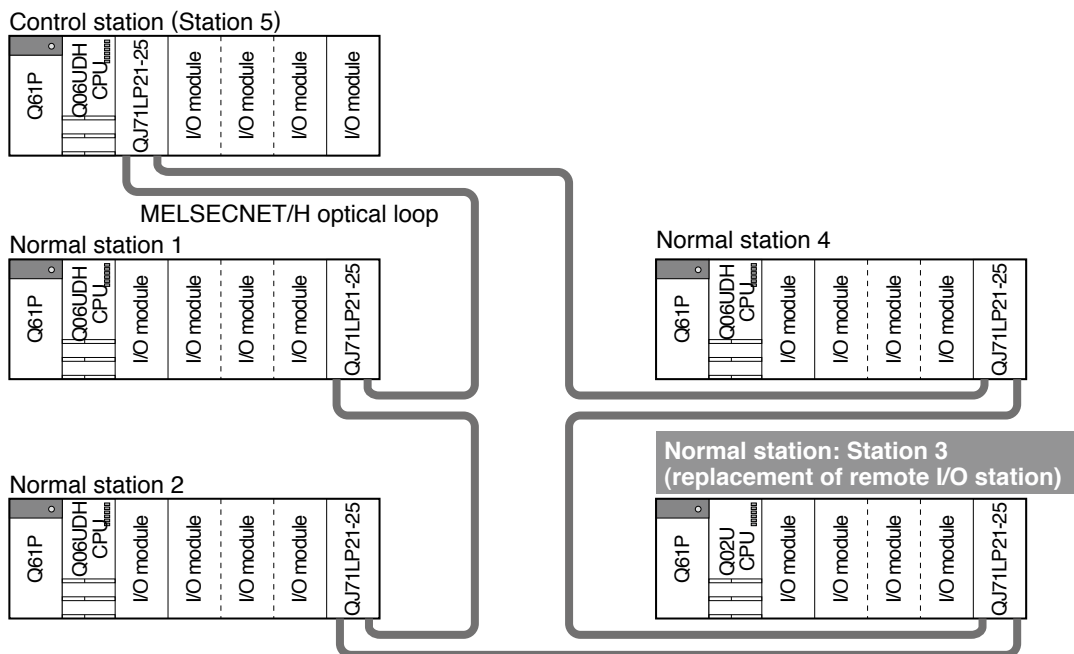 Control station (Station 5)
Q61P
Q06UDH
CPU
QJ71LP21-25
I/O module
I/O module
I/O module
I/O module
MELSECNET/H optical loop
Normal station 1
Q61P
Q06UDH
CPU
I/O module
I/O module
I/O module
I/O module
QJ71LP21-25
Normal station 4
Q61P
Q06UDH
CPU
I/O module
I/O module
I/O module
I/O module
QJ71LP21-25
Normal station 2
Q61P
Q06UDH
CPU
I/O module
I/O module
I/O module
I/O module
QJ71LP21-25
Normal station: Station 3
(replacement of remote I/O station)
Q61P
Q02U
CPU
I/O module
I/O module
I/O module
I/O module
QJ71LP21-25